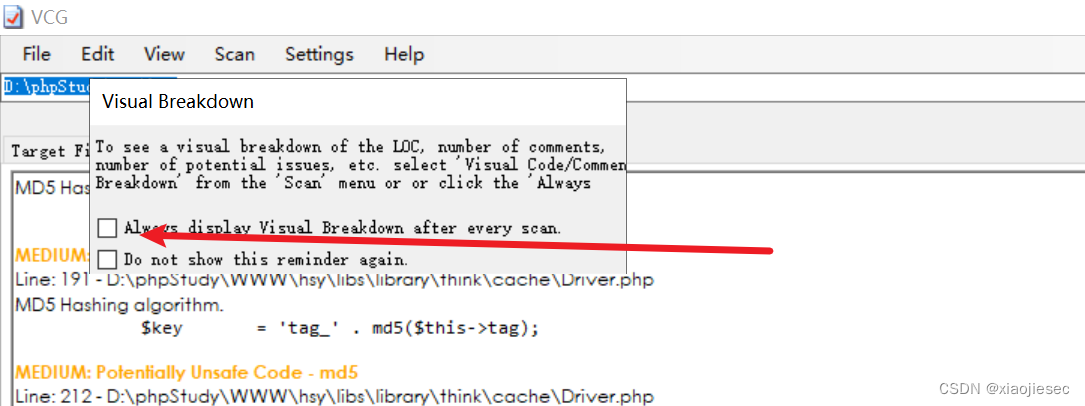 VCG
File Edit View Scan Settings Help
D:\phpStu
Visual Breakdown
To see a visual breakdown of the LOC, number of comments,
number of potential issues, etc. select 'Visual Code/Commen
Breakdown' from the 'Scan' menu or or click the 'Always
Always display Visual Breakdown after every scan.
Do not show this reminder again.
Target Fi
MD5 Has
MEDIUM:
Line: 191 - D:\phpStudy\WWW\hsy\libs\library\think\cache\Driver.php
MD5 Hashing algorithm.
$key = 'tag_' . md5($this->tag);
MEDIUM: Potentially Unsafe Code - md5
Line: 212 - D:\phpStudy\WWW\hsy\libs\library\think\cache\Driver.php
CSDN @xiaojiesec